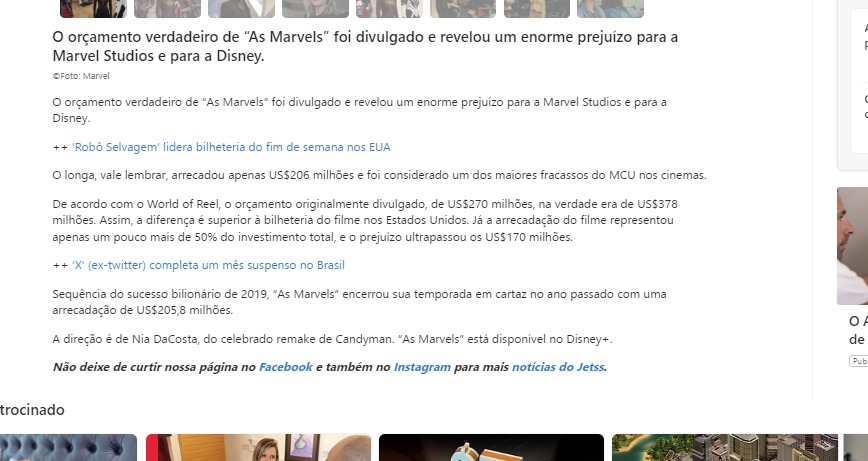 O orçamento verdadeiro de “As Marvels” foi divulgado e revelou um enorme prejuízo para a
Marvel Studios e para a Disney.
©Foto: Marvel
O orçamento verdadeiro de “As Marvels” foi divulgado e revelou um enorme prejuízo para a Marvel Studios e para a
Disney.
++ ‘Robô Selvagem’ lidera bilheteria do fim de semana nos EUA
O longa, vale lembrar, arrecadou apenas US$206 milhões e foi considerado um dos maiores fracassos do MCU nos cinemas.
De acordo com o World of Reel, o orçamento originalmente divulgado, de US$270 milhões, na verdade era de US$378
milhões. Assim, a diferença é superior à bilheteria do filme nos Estados Unidos. Já a arrecadação do filme representou
apenas um pouco mais de 50% do investimento total, e o prejuízo ultrapassou os US$170 milhões.
++ ‘X’ (ex-twitter) completa um mês suspenso no Brasil
Sequência do sucesso bilionário de 2019, “As Marvels” encerrou sua temporada em cartaz no ano passado com uma
arrecadação de US$205,8 milhões.
A direção é de Nia DaCosta, do celebrado remake de Candyman. “As Marvels” está disponível no Disney+.
Não deixe de curtir nossa página no Facebook e também no Instagram para mais notícias do Jetss.
trocinado
O A
de
Pub